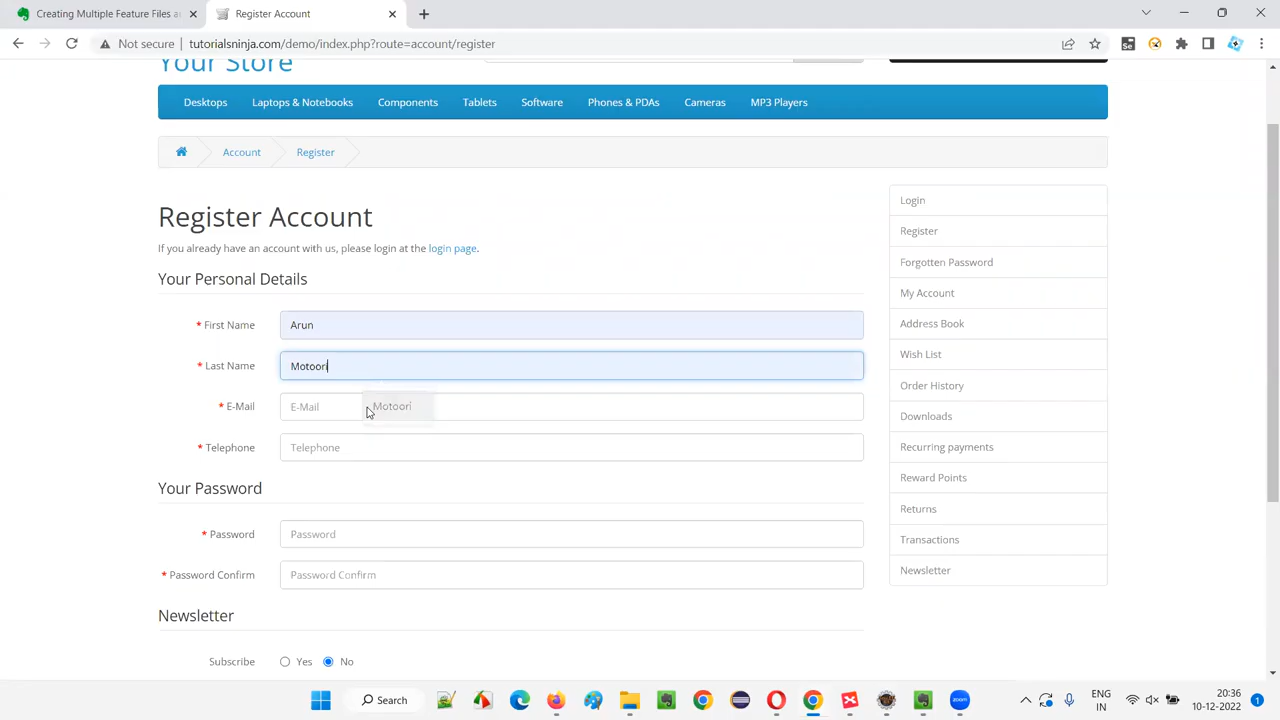 Creating Multiple Feature Files a
Register Account
Not secure
tutorialsninja.com/demo/index.php?route=account/register
Your Store
Desktops
Laptops & Notebooks
Components
Tablets
Software
Phones & PDAs
Cameras
MP3 Players
Account
Register
Register Account
If you already have an account with us, please login at the login page.
Your Personal Details
* First Name
Arun
* Last Name
Motoori
* E-Mail
E-Mail
Motoori
* Telephone
Telephone
Your Password
* Password
Password
* Password Confirm
Password Confirm
Newsletter
Subscribe
Yes
No
Login
Register
Forgotten Password
My Account
Address Book
Wish List
Order History
Downloads
Recurring payments
Reward Points
Returns
Transactions
Newsletter
Search
ENG
IN
20:36
10-12-2022
1